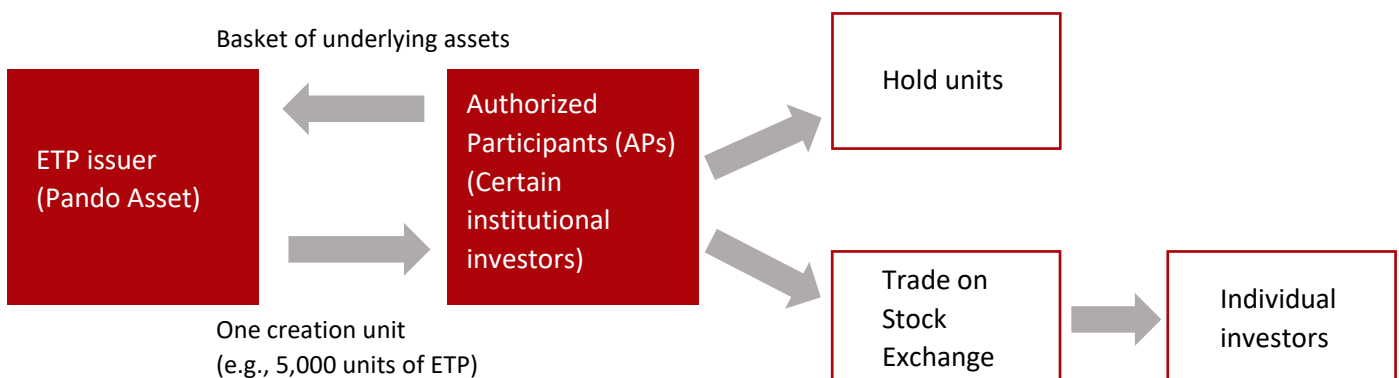 Basket of underlying assets
ETP issuer
(Pando Asset)
Authorized
Participants (APs)
(Certain
institutional
investors)
One creation unit
(e.g., 5,000 units of ETP)
Hold units
Trade on
Stock
Exchange
Individual
investors